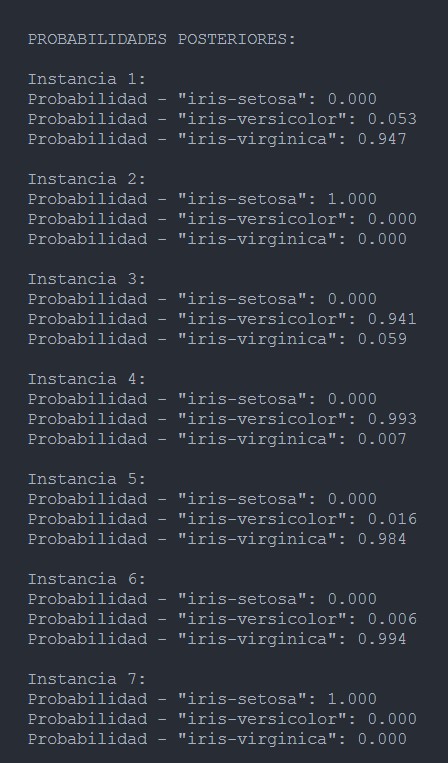 PROBABILIDADES POSTERIORES:
Instancia 1:
Probabilidad - "iris-setosa": 0.000
Probabilidad - "iris-versicolor": 0.053
Probabilidad - "iris-virginica": 0.947
Instancia 2:
Probabilidad - "iris-setosa": 1.000
Probabilidad - "iris-versicolor": 0.000
Probabilidad - "iris-virginica": 0.000
Instancia 3:
Probabilidad - "iris-setosa": 0.000
Probabilidad - "iris-versicolor": 0.941
Probabilidad - "iris-virginica": 0.059
Instancia 4:
Probabilidad - "iris-setosa": 0.000
Probabilidad - "iris-versicolor": 0.993
Probabilidad - "iris-virginica": 0.007
Instancia 5:
Probabilidad - "iris-setosa": 0.000
Probabilidad - "iris-versicolor": 0.016
Probabilidad - "iris-virginica": 0.984
Instancia 6:
Probabilidad - "iris-setosa": 0.000
Probabilidad - "iris-versicolor": 0.006
Probabilidad - "iris-virginica": 0.994
Instancia 7:
Probabilidad - "iris-setosa": 1.000
Probabilidad - "iris-versicolor": 0.000
Probabilidad - "iris-virginica": 0.000